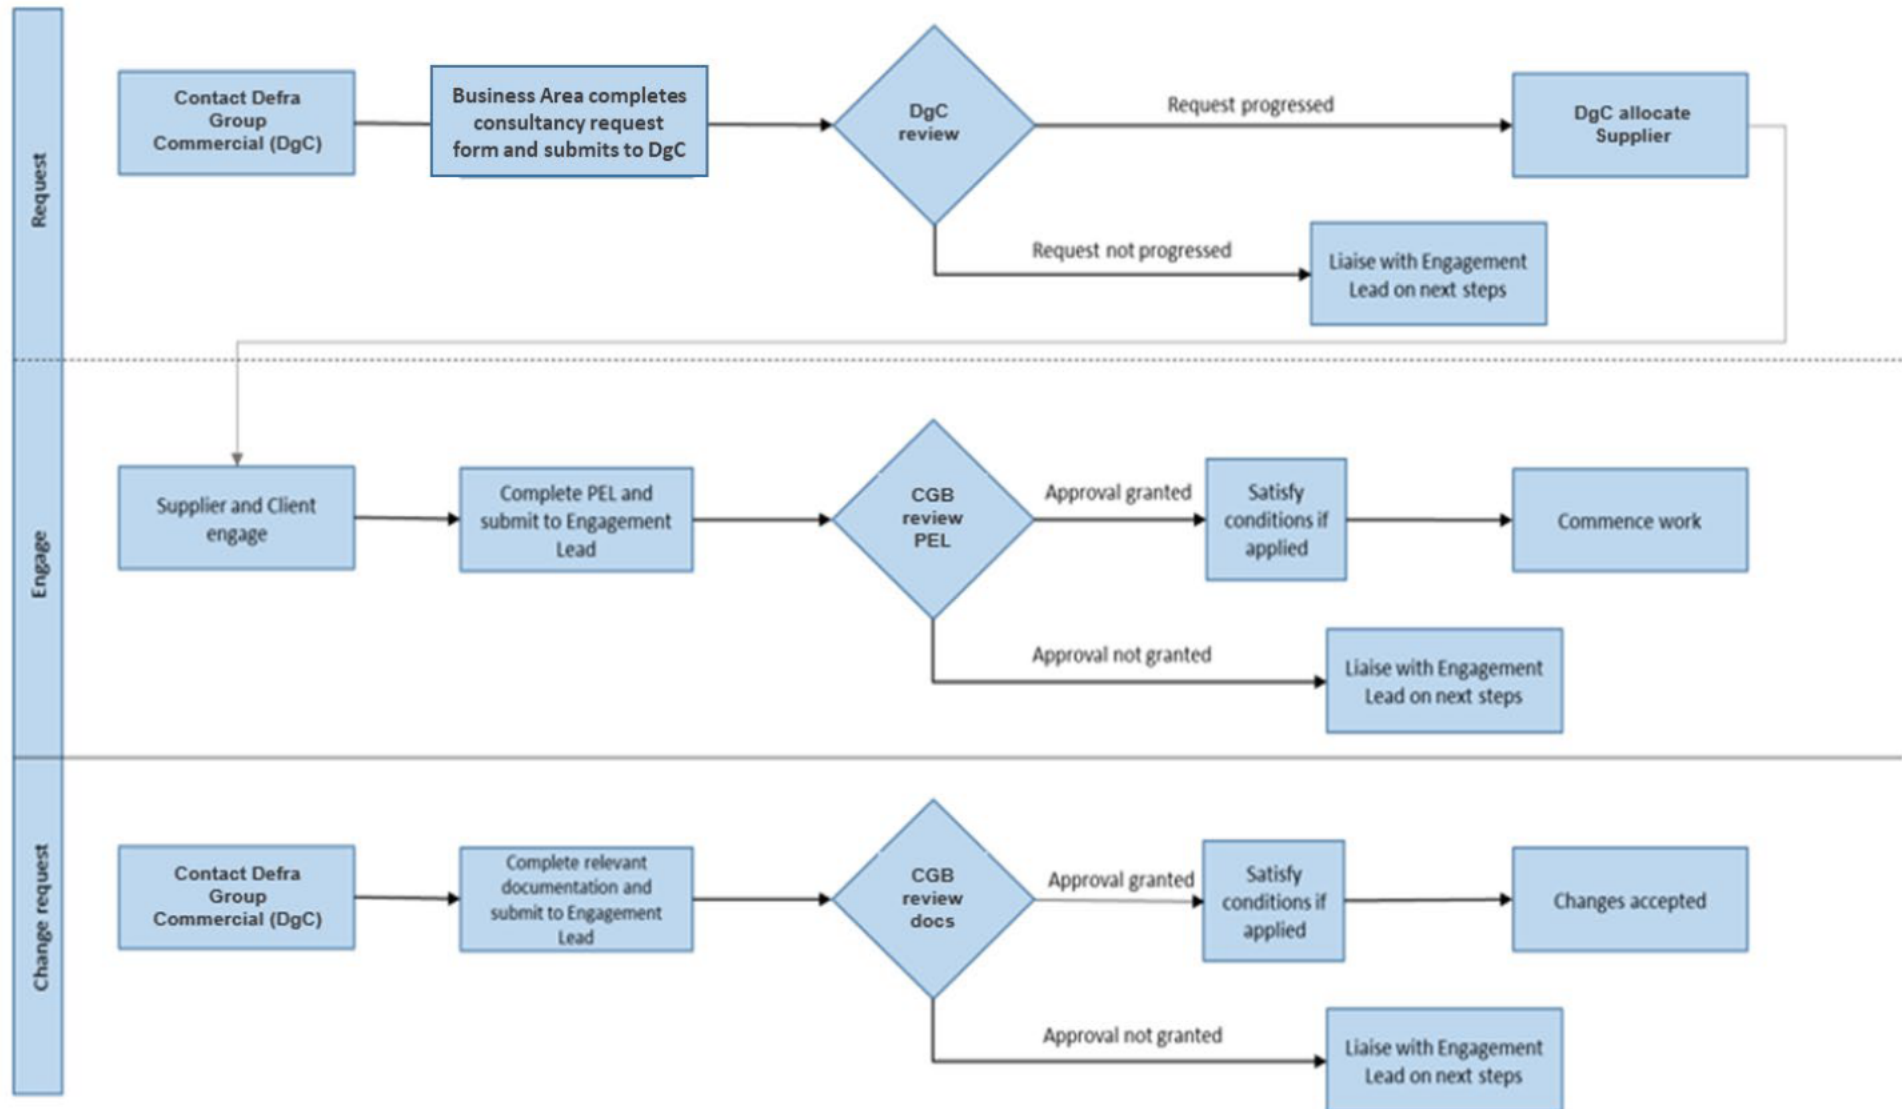 Request
Contact Defra
Group
Commercial (DgC)
Business Area completes
consultancy request
form and submits to DgC
DgC
review
Request progressed
DgC allocate
Supplier
Request not progressed
Liaise with Engagement
Lead on next steps
Engage
Supplier and Client
engage
Complete PEL and
submit to Engagement
Lead
CGB
review
PEL
Approval granted
Satisfy
conditions if
applied
Commence work
Approval not granted
Liaise with Engagement
Lead on next steps
Change request
Contact Defra
Group
Commercial (DgC)
Complete relevant
documentation and
submit to Engagement
Lead
CGB
review
docs
Approval granted
Satisfy
conditions if
applied
Changes accepted
Approval not granted
Liaise with Engagement
Lead on next steps